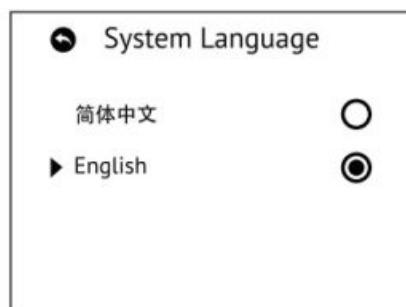 System Language
简体中文
English